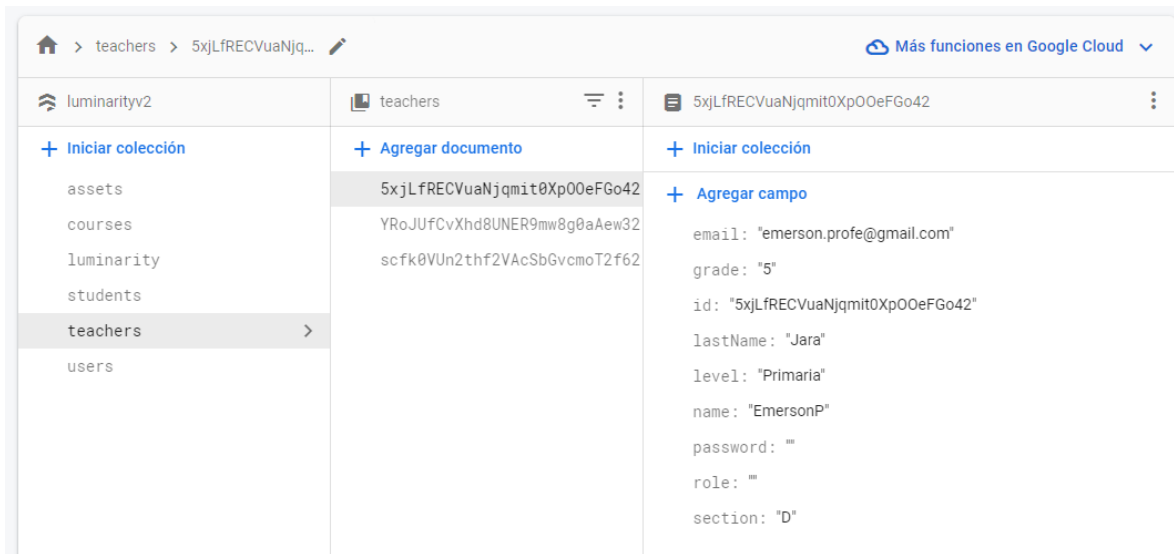 teachers > 5xjLfRECVuaNjq...
Más funciones en Google Cloud
luminarityv2
Iniciar colección
assets
courses
luminarity
students
teachers
users
teachers
Agregar documento
5xjLfRECVuaNjqmit0XpOOeFGo42
YRoJUfCvXhd8UNER9mw8g0aAew32
scfk0VUn2thf2VAcSbGvcmoT2f62
5xjLfRECVuaNjqmit0XpOOeFGo42
Iniciar colección
Agregar campo
email: "emerson.profe@gmail.com"
grade: "5"
id: "5xjLfRECVuaNjqmit0XpOOeFGo42"
lastName: "Jara"
level: "Primaria"
name: "EmersonP"
password: ""
role: ""
section: "D"